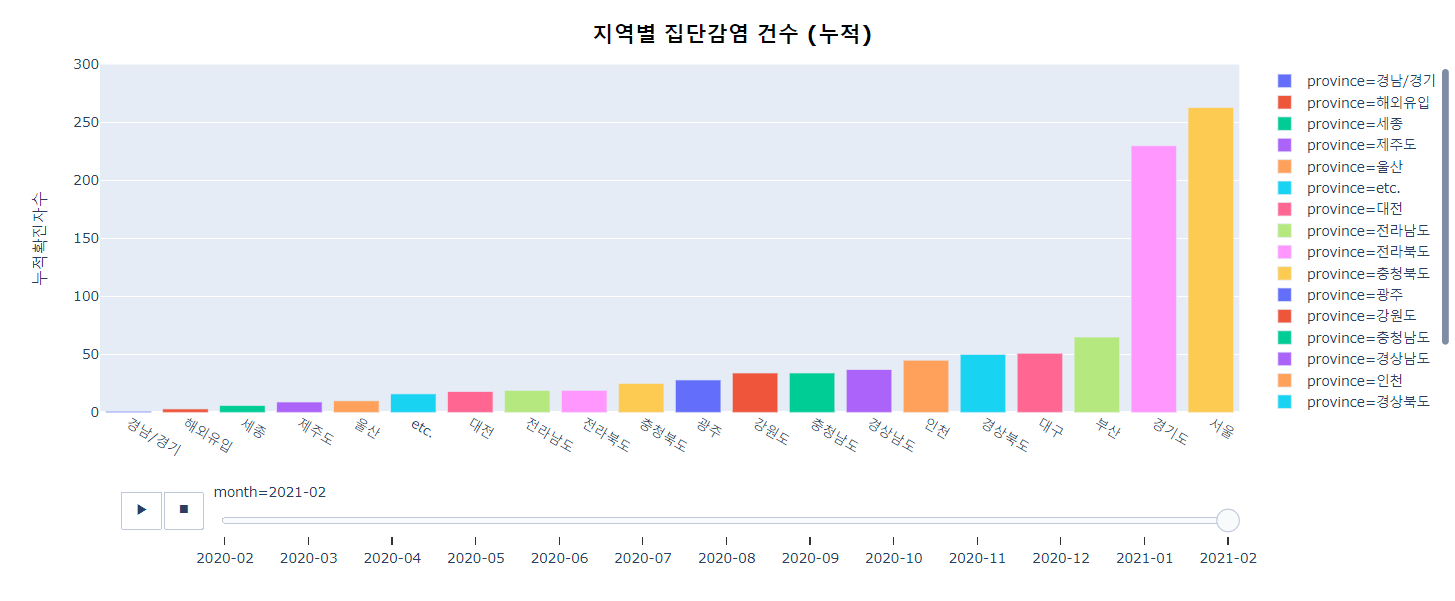 지역별 집단감염 건수 (누적)
300
250
200
150
100
50
0
누적확진자수
경남/경기
해외유입
세종
제주도
울산
etc.
대전
전라남도
전라북도
충청북도
광주
강원도
충청남도
경상남도
인천
경상북도
대구
부산
경기도
서울
province=경남/경기
province=해외유입
province=세종
province=제주도
province=울산
province=etc.
province=대전
province=전라남도
province=전라북도
province=충청북도
province=광주
province=강원도
province=충청남도
province=경상남도
province=인천
province=경상북도
month=2021-02
2020-02
2020-03
2020-04
2020-05
2020-06
2020-07
2020-08
2020-09
2020-10
2020-11
2020-12
2021-01
2021-02